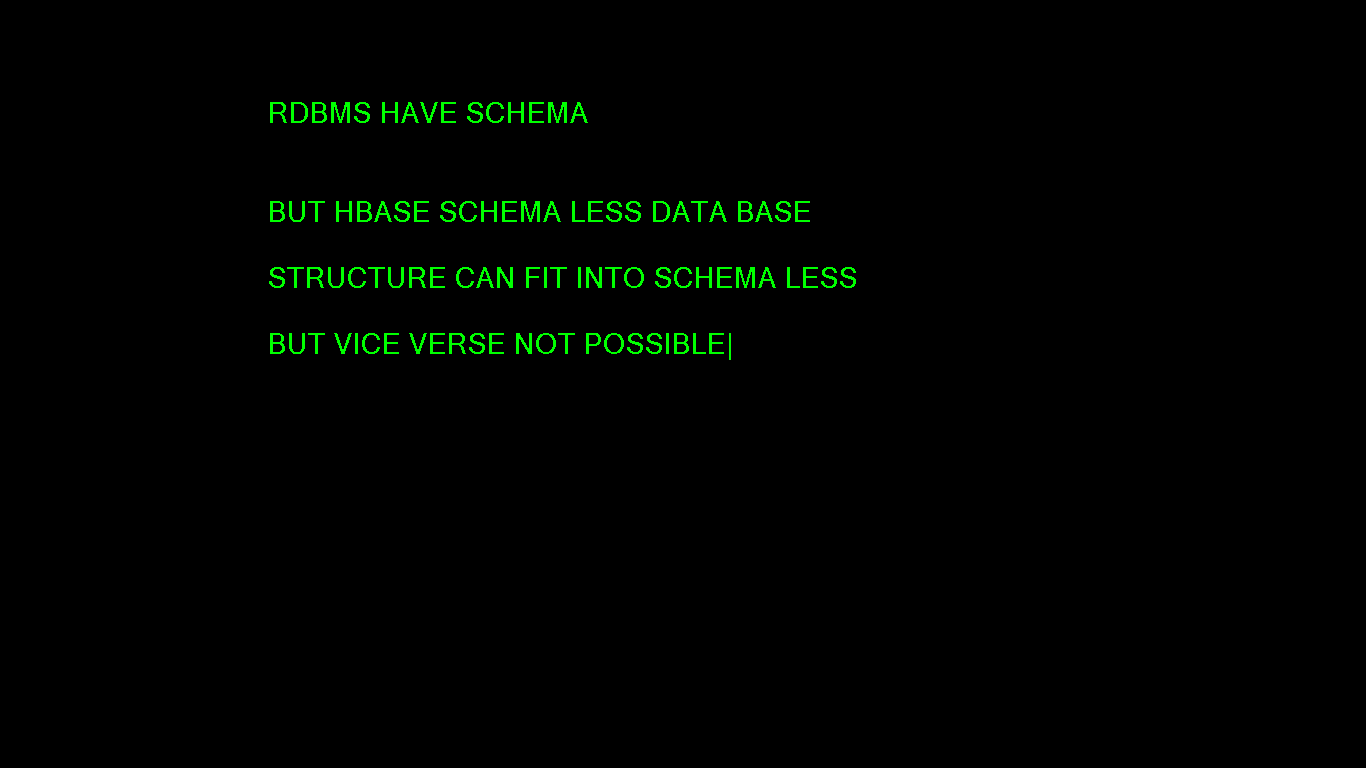 RDBMS HAVE SCHEMA
BUT HBASE SCHEMA LESS DATA BASE
STRUCTURE CAN FIT INTO SCHEMA LESS
BUT VICE VERSE NOT POSSIBLE